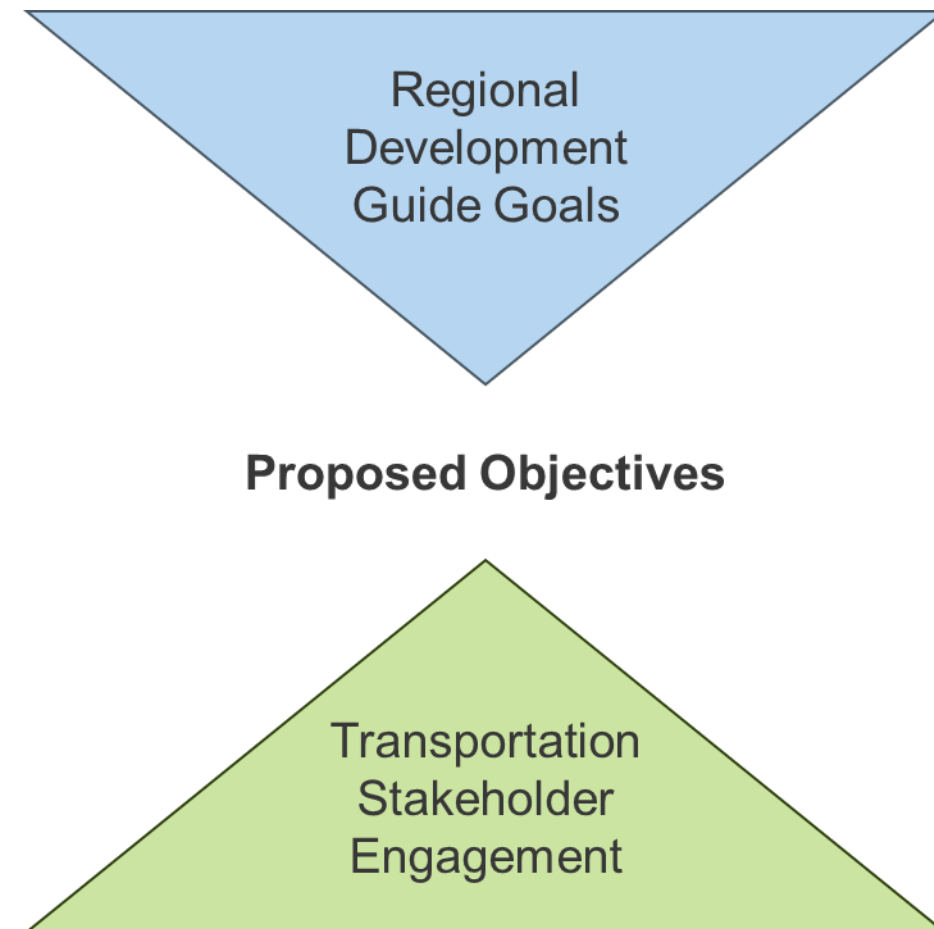 Regional
Development
Guide Goals
Proposed Objectives
Transportation
Stakeholder
Engagement